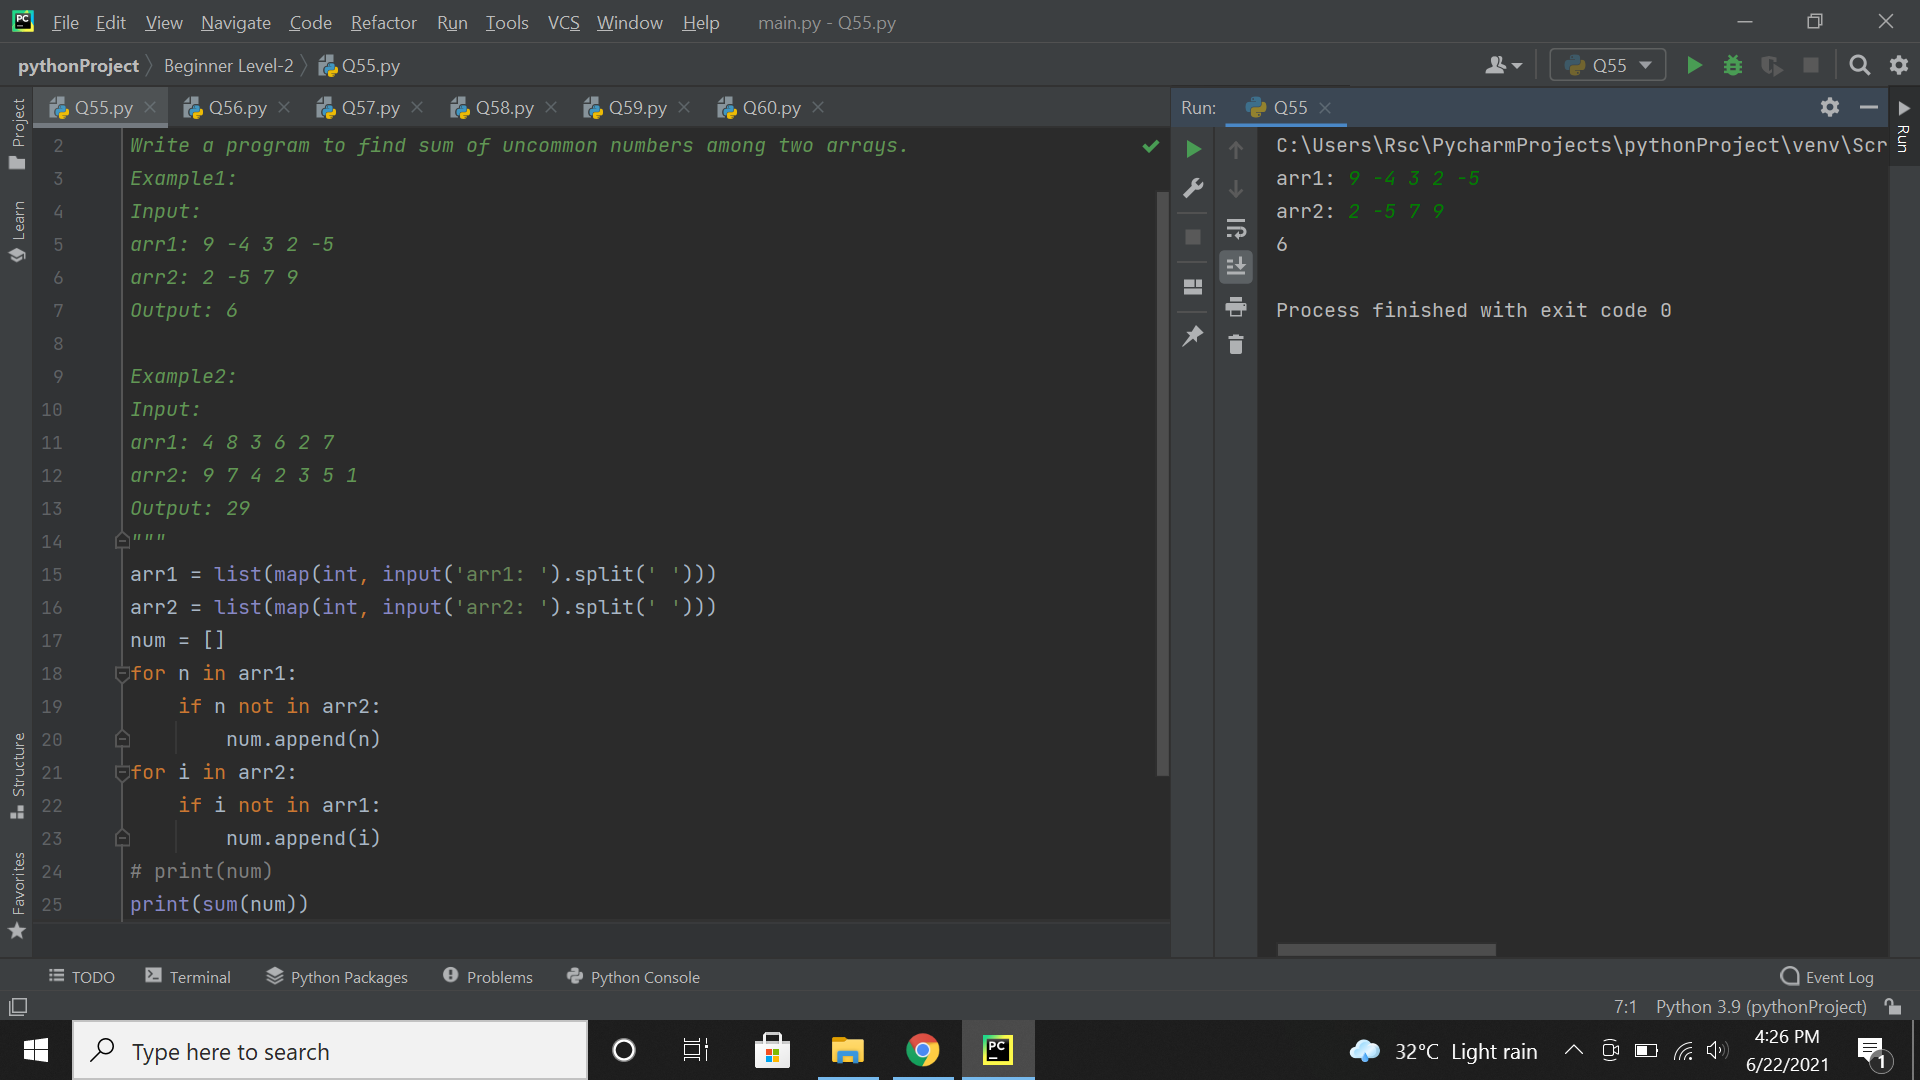 File Edit View Navigate Code Refactor Run Tools VCS Window Help main.py - Q55.py
pythonProject Beginner Level-2 Q55.py Q55
Q55.py Q56.py Q57.py Q58.py Q59.py Q60.py
Run: Q55
Project
Learn
Structure
Favorites
2 Write a program to find sum of uncommon numbers among two arrays.
3 Example1:
4 Input:
5 arr1: 9 -4 3 2 -5
6 arr2: 2 -5 7 9
7 Output: 6
8
9 Example2:
10 Input:
11 arr1: 4 8 3 6 2 7
12 arr2: 9 7 4 2 3 5 1
13 Output: 29
14 """
15 arr1 = list(map(int, input('arr1: ').split(' ')))
16 arr2 = list(map(int, input('arr2: ').split(' ')))
17 num = []
18 for n in arr1:
19 if n not in arr2:
20 num.append(n)
21 for i in arr2:
22 if i not in arr1:
23 num.append(i)
24 # print(num)
25 print(sum(num))
C:\Users\Rsc\PycharmProjects\pythonProject\venv\Scr
arr1: 9 -4 3 2 -5
arr2: 2 -5 7 9
6
Process finished with exit code 0
Run
TODO Terminal Python Packages Problems Python Console Event Log
7:1 Python 3.9 (pythonProject)
PC
Type here to search
PC
32°C Light rain
4:26 PM
6/22/2021
1